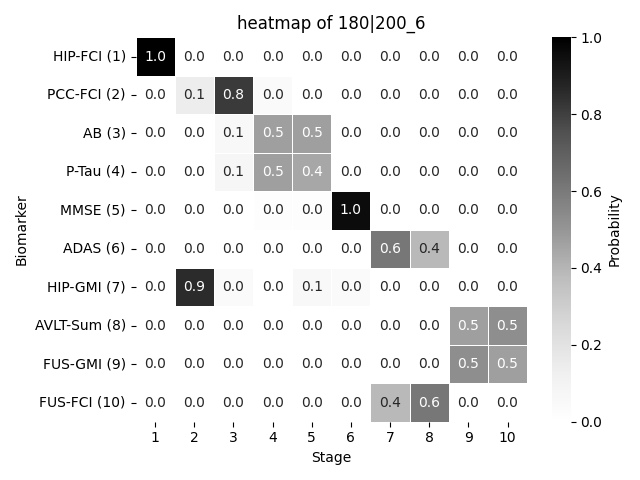 heatmap of 180|200_6
HIP-FCI (1) 1.0 0.0 0.0 0.0 0.0 0.0 0.0 0.0 0.0 0.0
PCC-FCI (2) 0.0 0.1 0.8 0.0 0.0 0.0 0.0 0.0 0.0 0.0
AB (3) 0.0 0.0 0.1 0.5 0.5 0.0 0.0 0.0 0.0 0.0
P-Tau (4) 0.0 0.0 0.1 0.5 0.4 0.0 0.0 0.0 0.0 0.0
MMSE (5) 0.0 0.0 0.0 0.0 0.0 1.0 0.0 0.0 0.0 0.0
ADAS (6) 0.0 0.0 0.0 0.0 0.0 0.0 0.6 0.4 0.0 0.0
HIP-GMI (7) 0.0 0.9 0.0 0.0 0.1 0.0 0.0 0.0 0.0 0.0
AVLT-Sum (8) 0.0 0.0 0.0 0.0 0.0 0.0 0.0 0.0 0.5 0.5
FUS-GMI (9) 0.0 0.0 0.0 0.0 0.0 0.0 0.0 0.0 0.5 0.5
FUS-FCI (10) 0.0 0.0 0.0 0.0 0.0 0.0 0.4 0.6 0.0 0.0
1 2 3 4 5 6 7 8 9 10
Stage
Biomarker
1.0
0.8
0.6
0.4
0.2
0.0
Probability